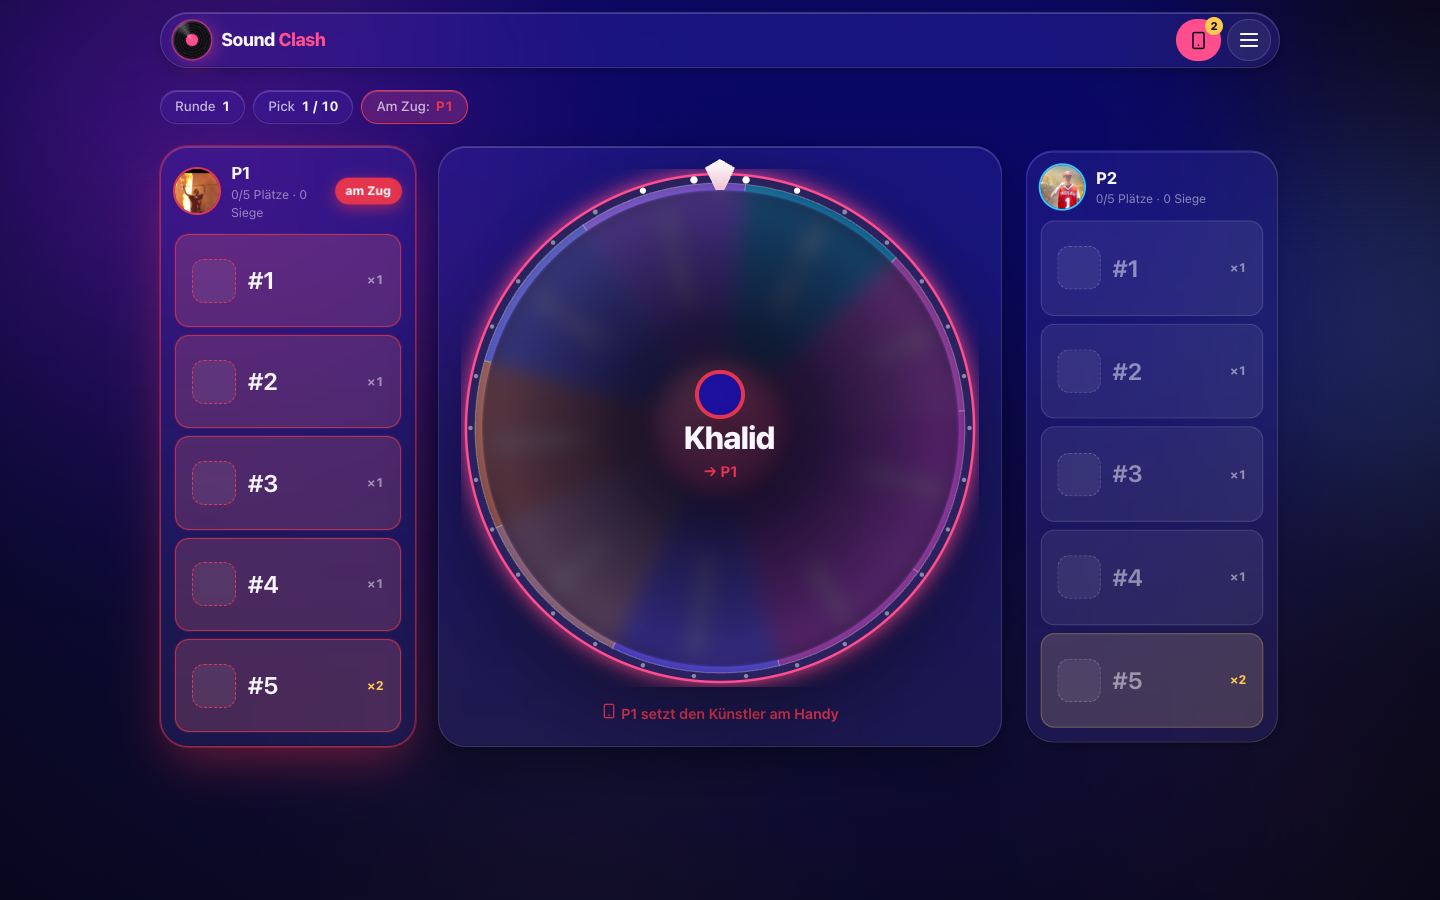 Sound Clash
2
Runde 1
Pick 1 / 10
Am Zug: P1
P1
0/5 Plätze · 0
Siege
am Zug
#1 ×1
#2 ×1
#3 ×1
#4 ×1
#5 ×2
Khalid
→ P1
P1 setzt den Künstler am Handy
P2
0/5 Plätze · 0 Siege
#1 ×1
#2 ×1
#3 ×1
#4 ×1
#5 ×2